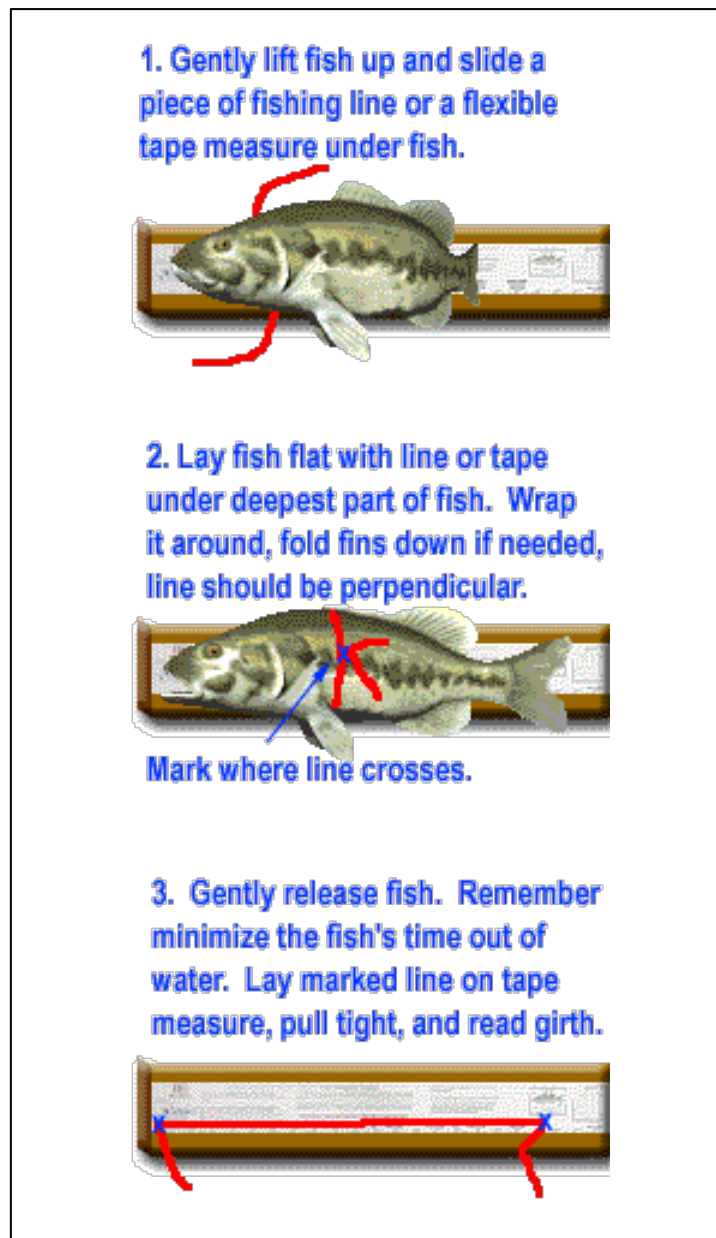 1. Gently lift fish up and slide a
piece of fishing line or a flexible
tape measure under fish.
2. Lay fish flat with line or tape
under deepest part of fish. Wrap
it around, fold fins down if needed,
line should be perpendicular.
x
Mark where line crosses.
3. Gently release fish. Remember
minimize the fish's time out of
water. Lay marked line on tape
measure, pull tight, and read girth.
x x